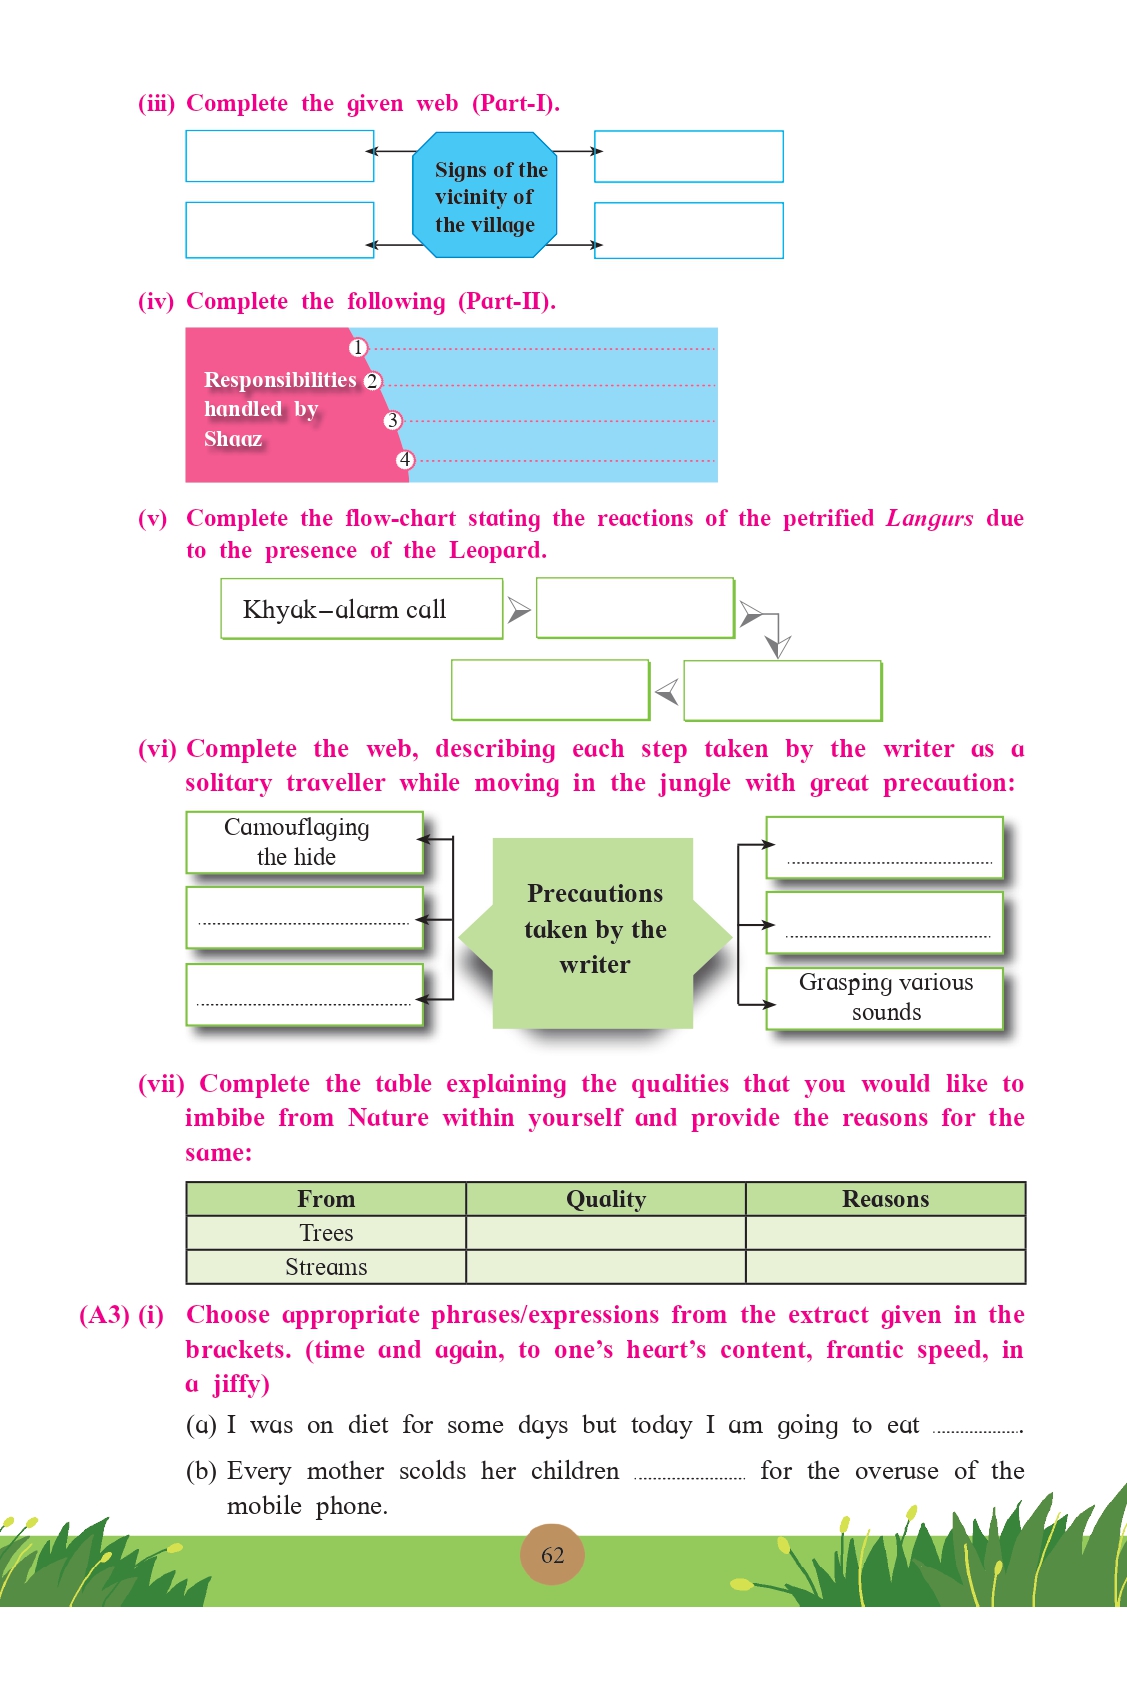 (iii) Complete the given web (Part-I).
Signs of the
vicinity of
the village
(iv) Complete the following (Part-II).
1
Responsibilities 2
handled by
3
Shaaz
4
(v) Complete the flow-chart stating the reactions of the petrified Langurs due
to the presence of the Leopard.
Khyak–alarm call
(vi) Complete the web, describing each step taken by the writer as a
solitary traveller while moving in the jungle with great precaution:
Camouflaging
the hide
Precautions
taken by the
writer
Grasping various
sounds
(vii) Complete the table explaining the qualities that you would like to
imbibe from Nature within yourself and provide the reasons for the
same:
From Quality Reasons
Trees
Streams
(A3) (i) Choose appropriate phrases/expressions from the extract given in the
brackets. (time and again, to one's heart's content, frantic speed, in
a jiffy)
(a) I was on diet for some days but today I am going to eat ....................
(b) Every mother scolds her children ........................ for the overuse of the
mobile phone.
62